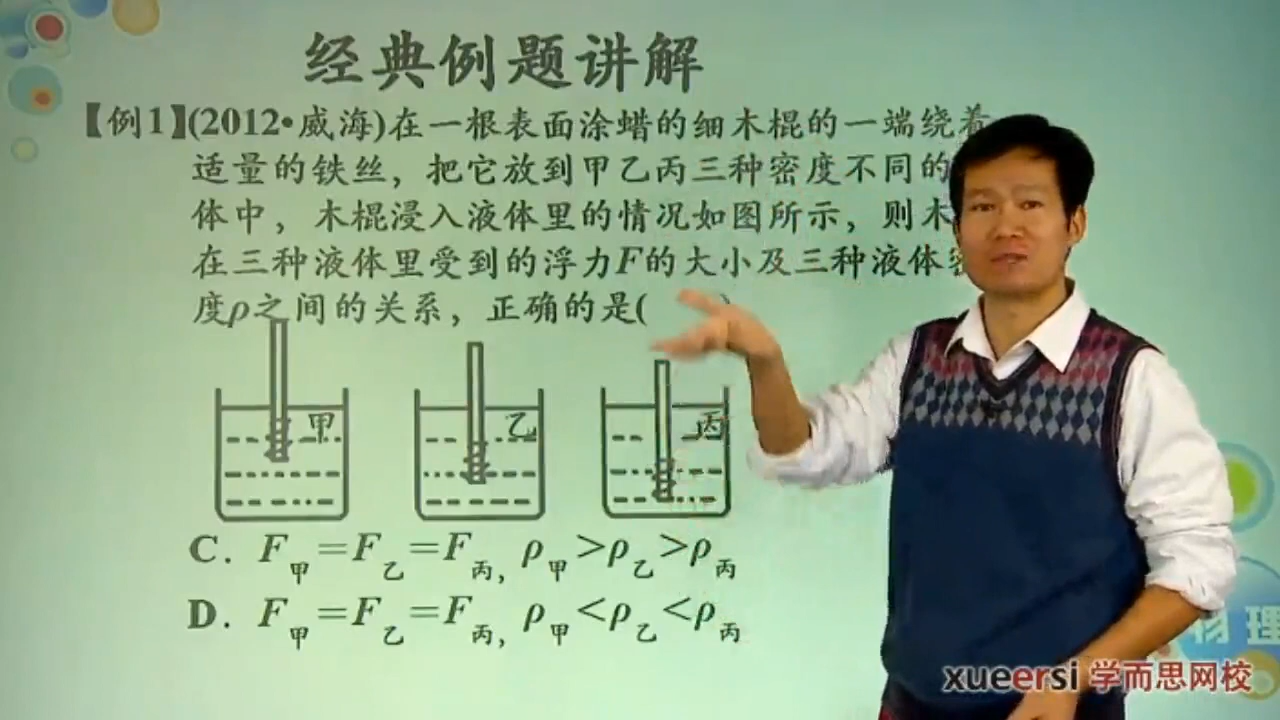 经典例题讲解
【例1】(2012•威海)在一根表面涂蜡的细木棍的一端绕着
适量的铁丝，把它放到甲乙丙三种密度不同的
体中，木棍浸入液体里的情况如图所示，则木
在三种液体里受到的浮力F的大小及三种液体密
度ρ之间的关系，正确的是( )
甲 乙 丙
C. F甲=F乙=F丙, ρ甲>ρ乙>ρ丙
D. F甲=F乙=F丙, ρ甲<ρ乙<ρ丙
物理
xueersi 学而思网校